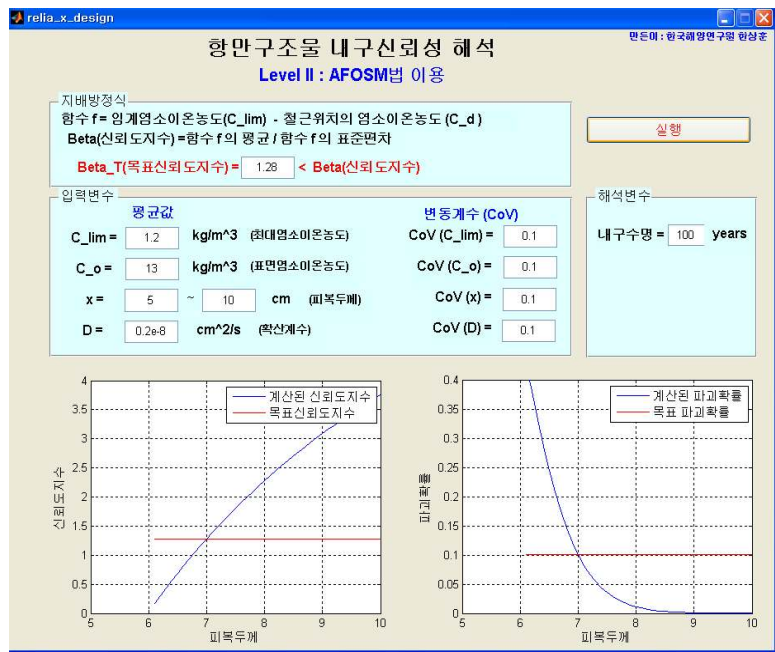 relia_x_design
항만구조물 내구신뢰성 해석
만든이 : 한국해양연구원 한상훈
Level II : AFOSM법 이용
지배방정식
함수 f = 임계염소이온농도(C_lim) - 철근위치의 염소이온농도 (C_d )
Beta(신뢰도지수) =함수 f 의 평균 / 함수 f 의 표준편차
Beta_T(목표신뢰도지수) = 1.28 < Beta(신뢰도지수)
실행
입력변수
평균값
변동계수 (CoV)
C_lim = 1.2 kg/m^3 (최대염소이온농도) CoV (C_lim) = 0.1
C_o = 13 kg/m^3 (표면염소이온농도) CoV (C_o) = 0.1
x = 5 ~ 10 cm (피복두께) CoV (x) = 0.1
D = 0.2e-8 cm^2/s (확산계수) CoV (D) = 0.1
해석변수
내구수명 = 100 years
계산된 신뢰도지수
목표신뢰도지수
신뢰도지수
4
3.5
3
2.5
2
1.5
1
0.5
0
5 6 7 8 9 10
피복두께
계산된 파괴확률
목표 파괴확률
파괴확률
0.4
0.35
0.3
0.25
0.2
0.15
0.1
0.05
0
5 6 7 8 9 10
피복두께